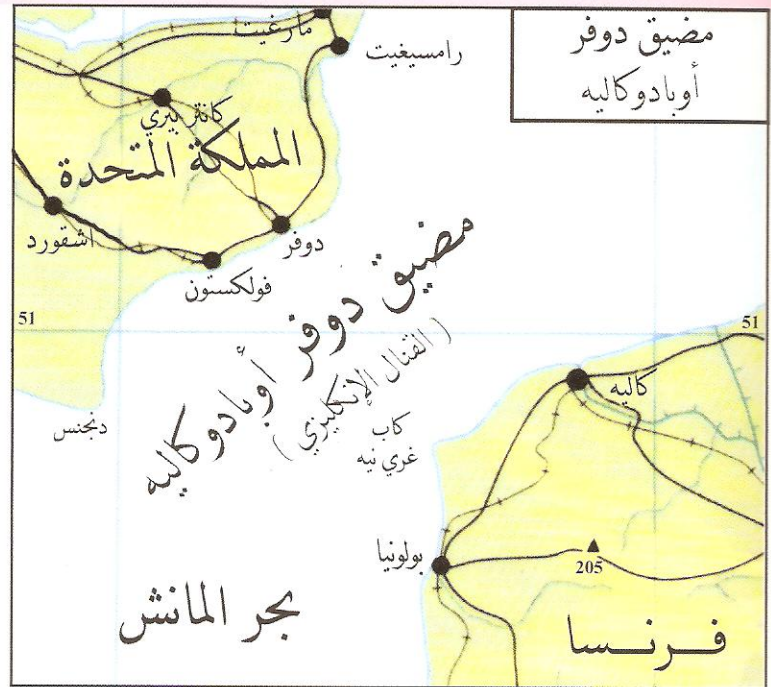 مضيق دوفر
أوبادوكاليه
مارغيت
رامسيغيت
كانتربيري
المملكة المتحدة
اشفورد
دوفر
فولكستون
51
51
مضيق دوفر أوبادوكاليه
(القنال الإنكليزي)
كاليه
دنجنس
كاب
غري نيه
بولونيا
205
بحر المانش
فرنسا